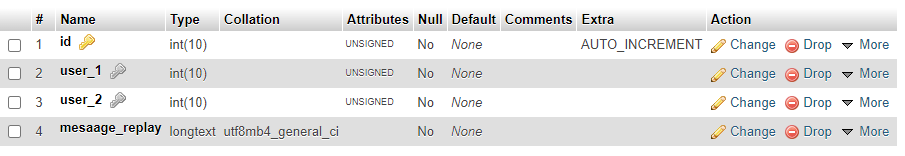 # Name Type Collation Attributes Null Default Comments Extra Action
1 id int(10) UNSIGNED No None AUTO_INCREMENT Change Drop More
2 user_1 int(10) UNSIGNED No None Change Drop More
3 user_2 int(10) UNSIGNED No None Change Drop More
4 mesaage_replay longtext utf8mb4_general_ci No None Change Drop More